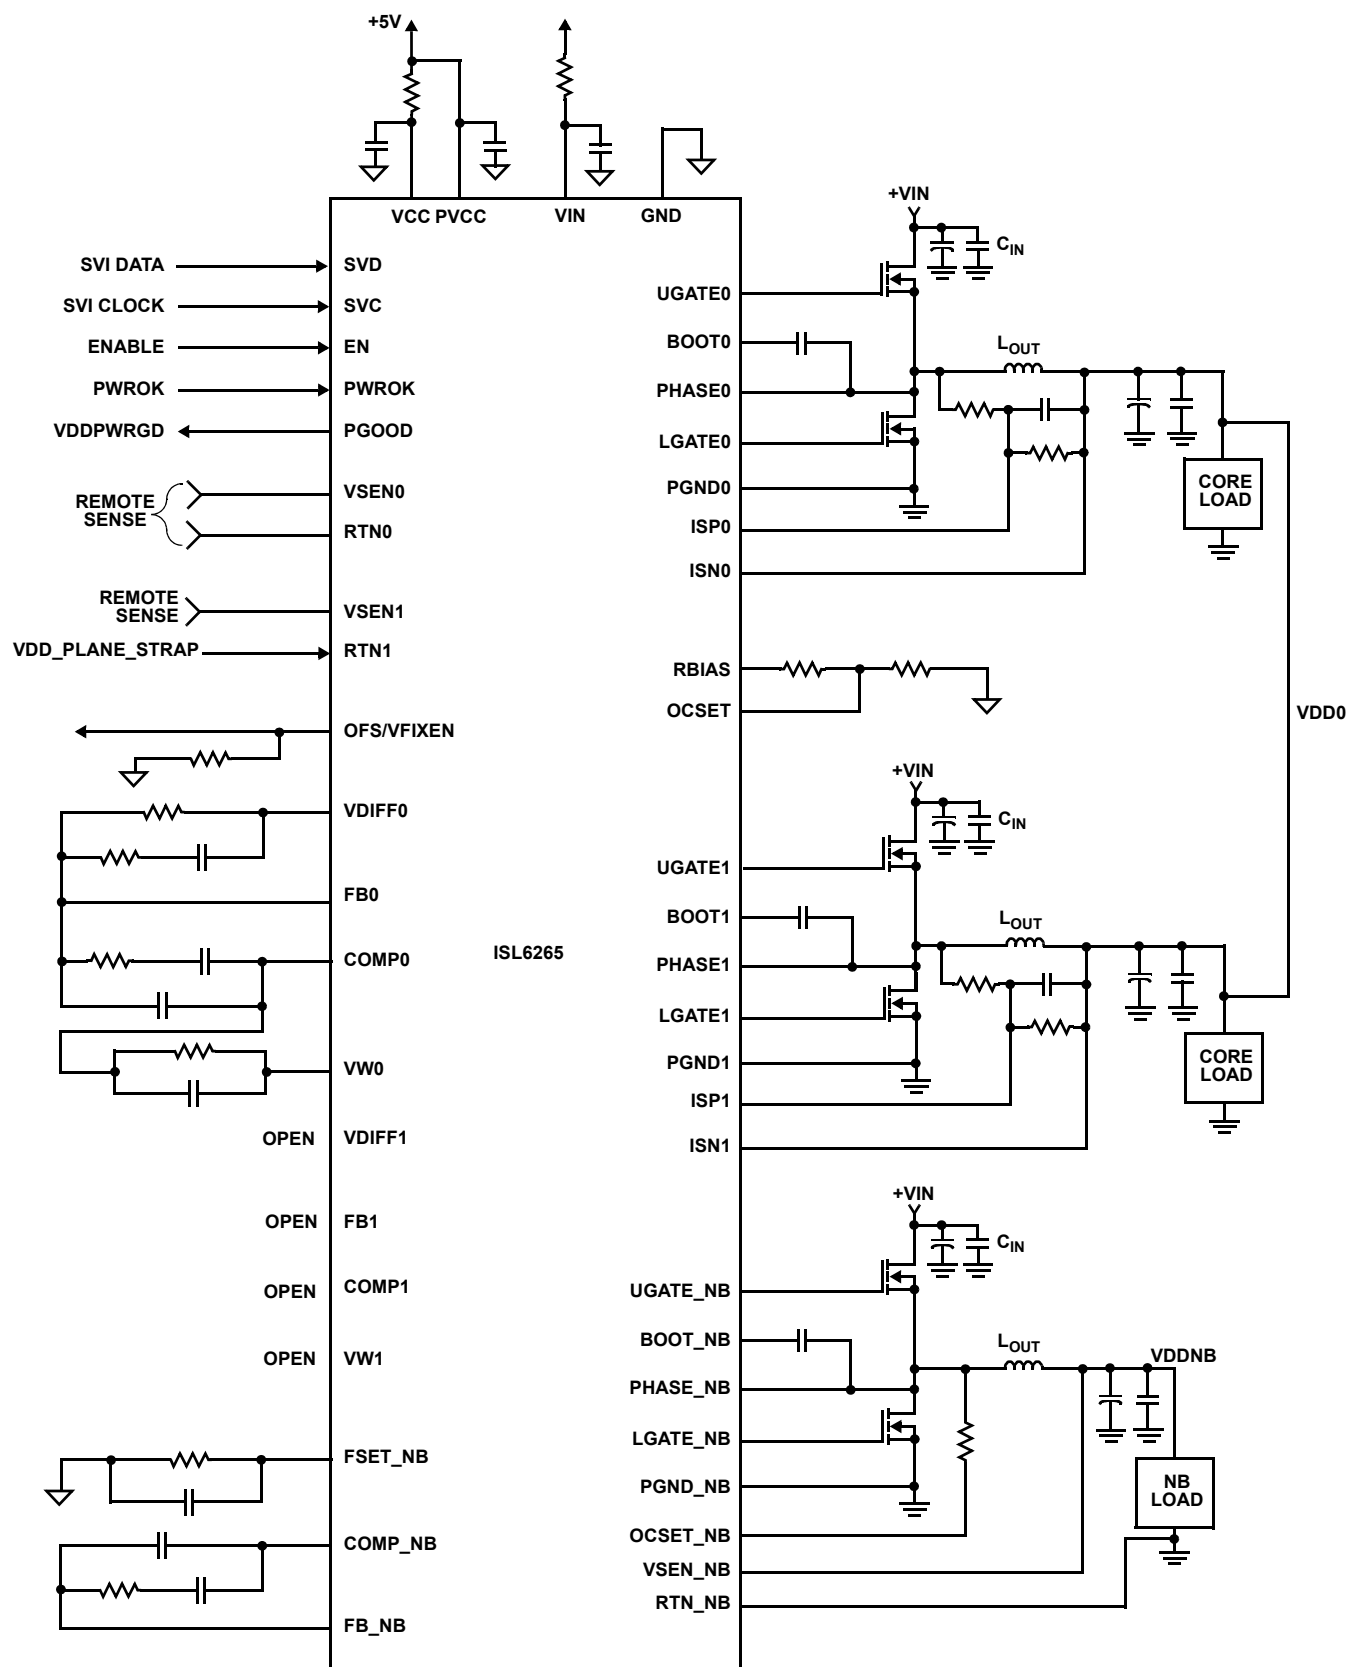 +5V
VCC PVCC
VIN
GND
SVI DATA
SVD
SVI CLOCK
SVC
ENABLE
EN
PWROK
PWROK
VDDPWRGD
PGOOD
REMOTE
SENSE
VSEN0
RTN0
REMOTE
SENSE
VSEN1
VDD_PLANE_STRAP
RTN1
OFS/VFIXEN
VDIFF0
FB0
COMP0
VW0
OPEN
VDIFF1
OPEN
FB1
OPEN
COMP1
OPEN
VW1
FSET_NB
COMP_NB
FB_NB
ISL6265
+VIN
CIN
UGATE0
BOOT0
LOUT
PHASE0
LGATE0
PGND0
ISP0
ISN0
CORE
LOAD
RBIAS
OCSET
VDD0
+VIN
CIN
UGATE1
BOOT1
LOUT
PHASE1
LGATE1
PGND1
ISP1
ISN1
CORE
LOAD
+VIN
CIN
UGATE_NB
BOOT_NB
LOUT
VDDNB
PHASE_NB
LGATE_NB
PGND_NB
OCSET_NB
VSEN_NB
RTN_NB
NB
LOAD